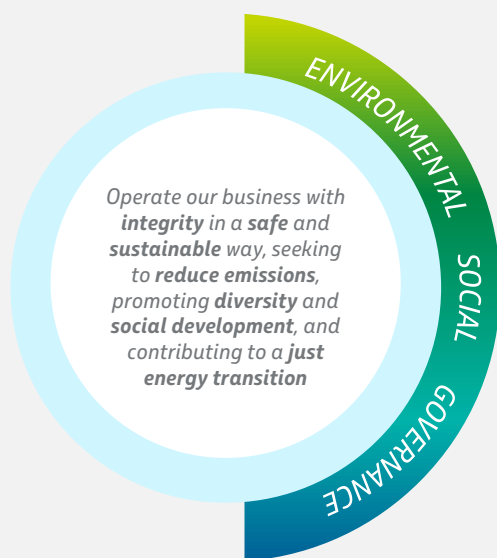 Operate our business with
integrity in a safe and
sustainable way, seeking
to reduce emissions,
promoting diversity and
social development, and
contributing to a just
energy transition
ENVIRONMENTAL
SOCIAL
GOVERNANCE